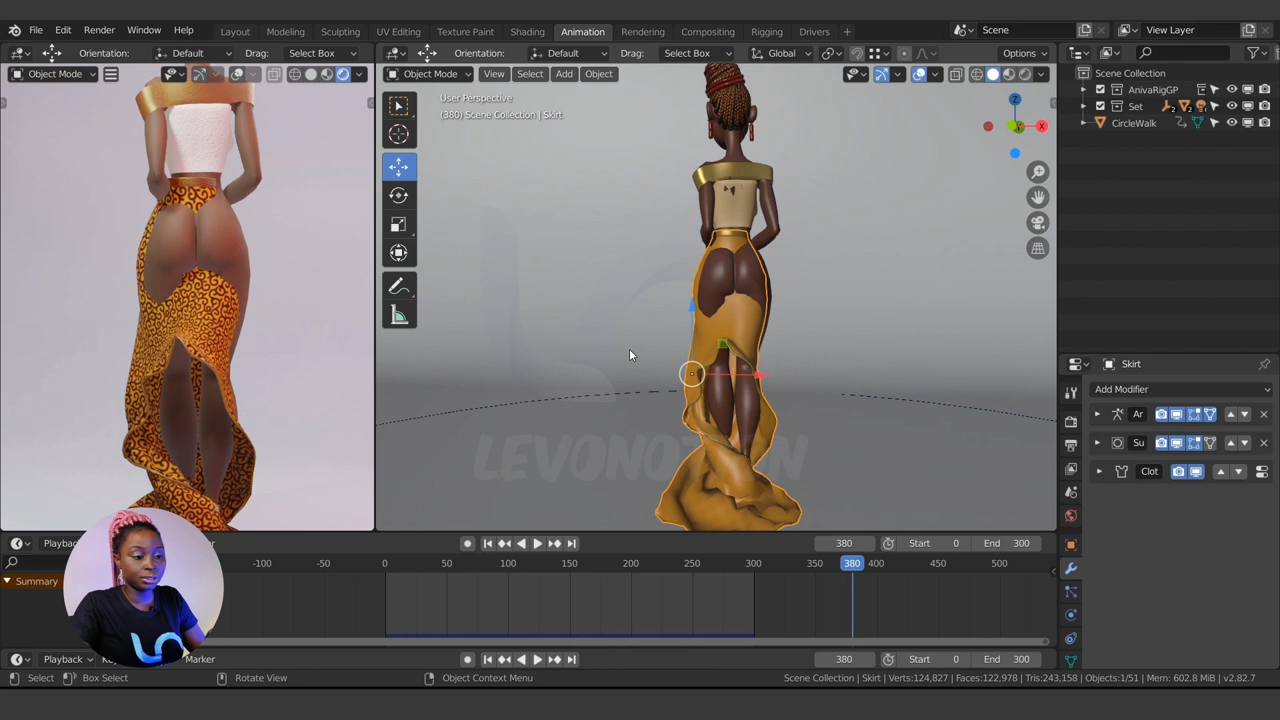 File Edit Render Window Help Layout Modeling Sculpting UV Editing Texture Paint Shading Animation Rendering Compositing Rigging Drivers + Scene View Layer
Orientation: Default Drag: Select Box Orientation: Default Drag: Select Box Global Options
Object Mode Object Mode View Select Add Object
Scene Collection
AnivaRigGP
Set
CircleWalk
User Perspective
(380) Scene Collection | Skirt
Z
X
LEVONOTION
Skirt
Add Modifier
Ar
Su
Clot
Playbac 380 Start 0 End 300
-100 -50 0 50 100 150 200 250 300 350 380 400 450 500
Summary
Playback Marker 380 Start 0 End 300
Select Box Select Rotate View Object Context Menu Scene Collection | Skirt | Verts:124,827 | Faces:122,978 | Tris:243,158 | Objects:1/51 | Mem: 602.8 MiB | v2.82.7